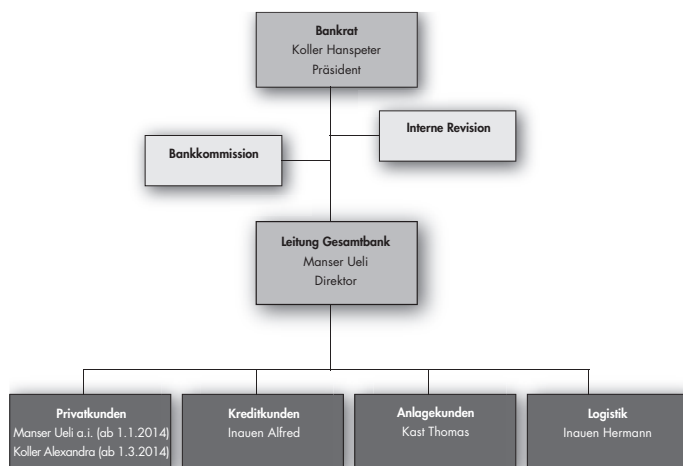 Bankrat
Koller Hanspeter
Präsident
Interne Revision
Bankkommission
Leitung Gesamtbank
Manser Ueli
Direktor
Privatkunden
Manser Ueli a.i. (ab 1.1.2014)
Koller Alexandra (ab 1.3.2014)
Kreditkunden
Inauen Alfred
Anlagekunden
Kast Thomas
Logistik
Inauen Hermann